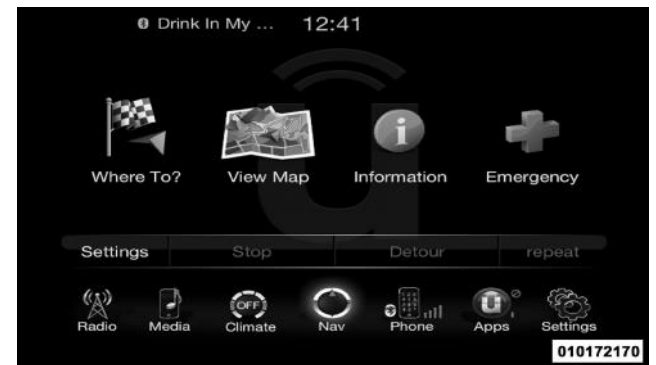 Drink In My ... 12:41
Where To? View Map Information Emergency
Settings Stop Detour repeat
OFF
Radio Media Climate Nav Phone Apps Settings
010172170